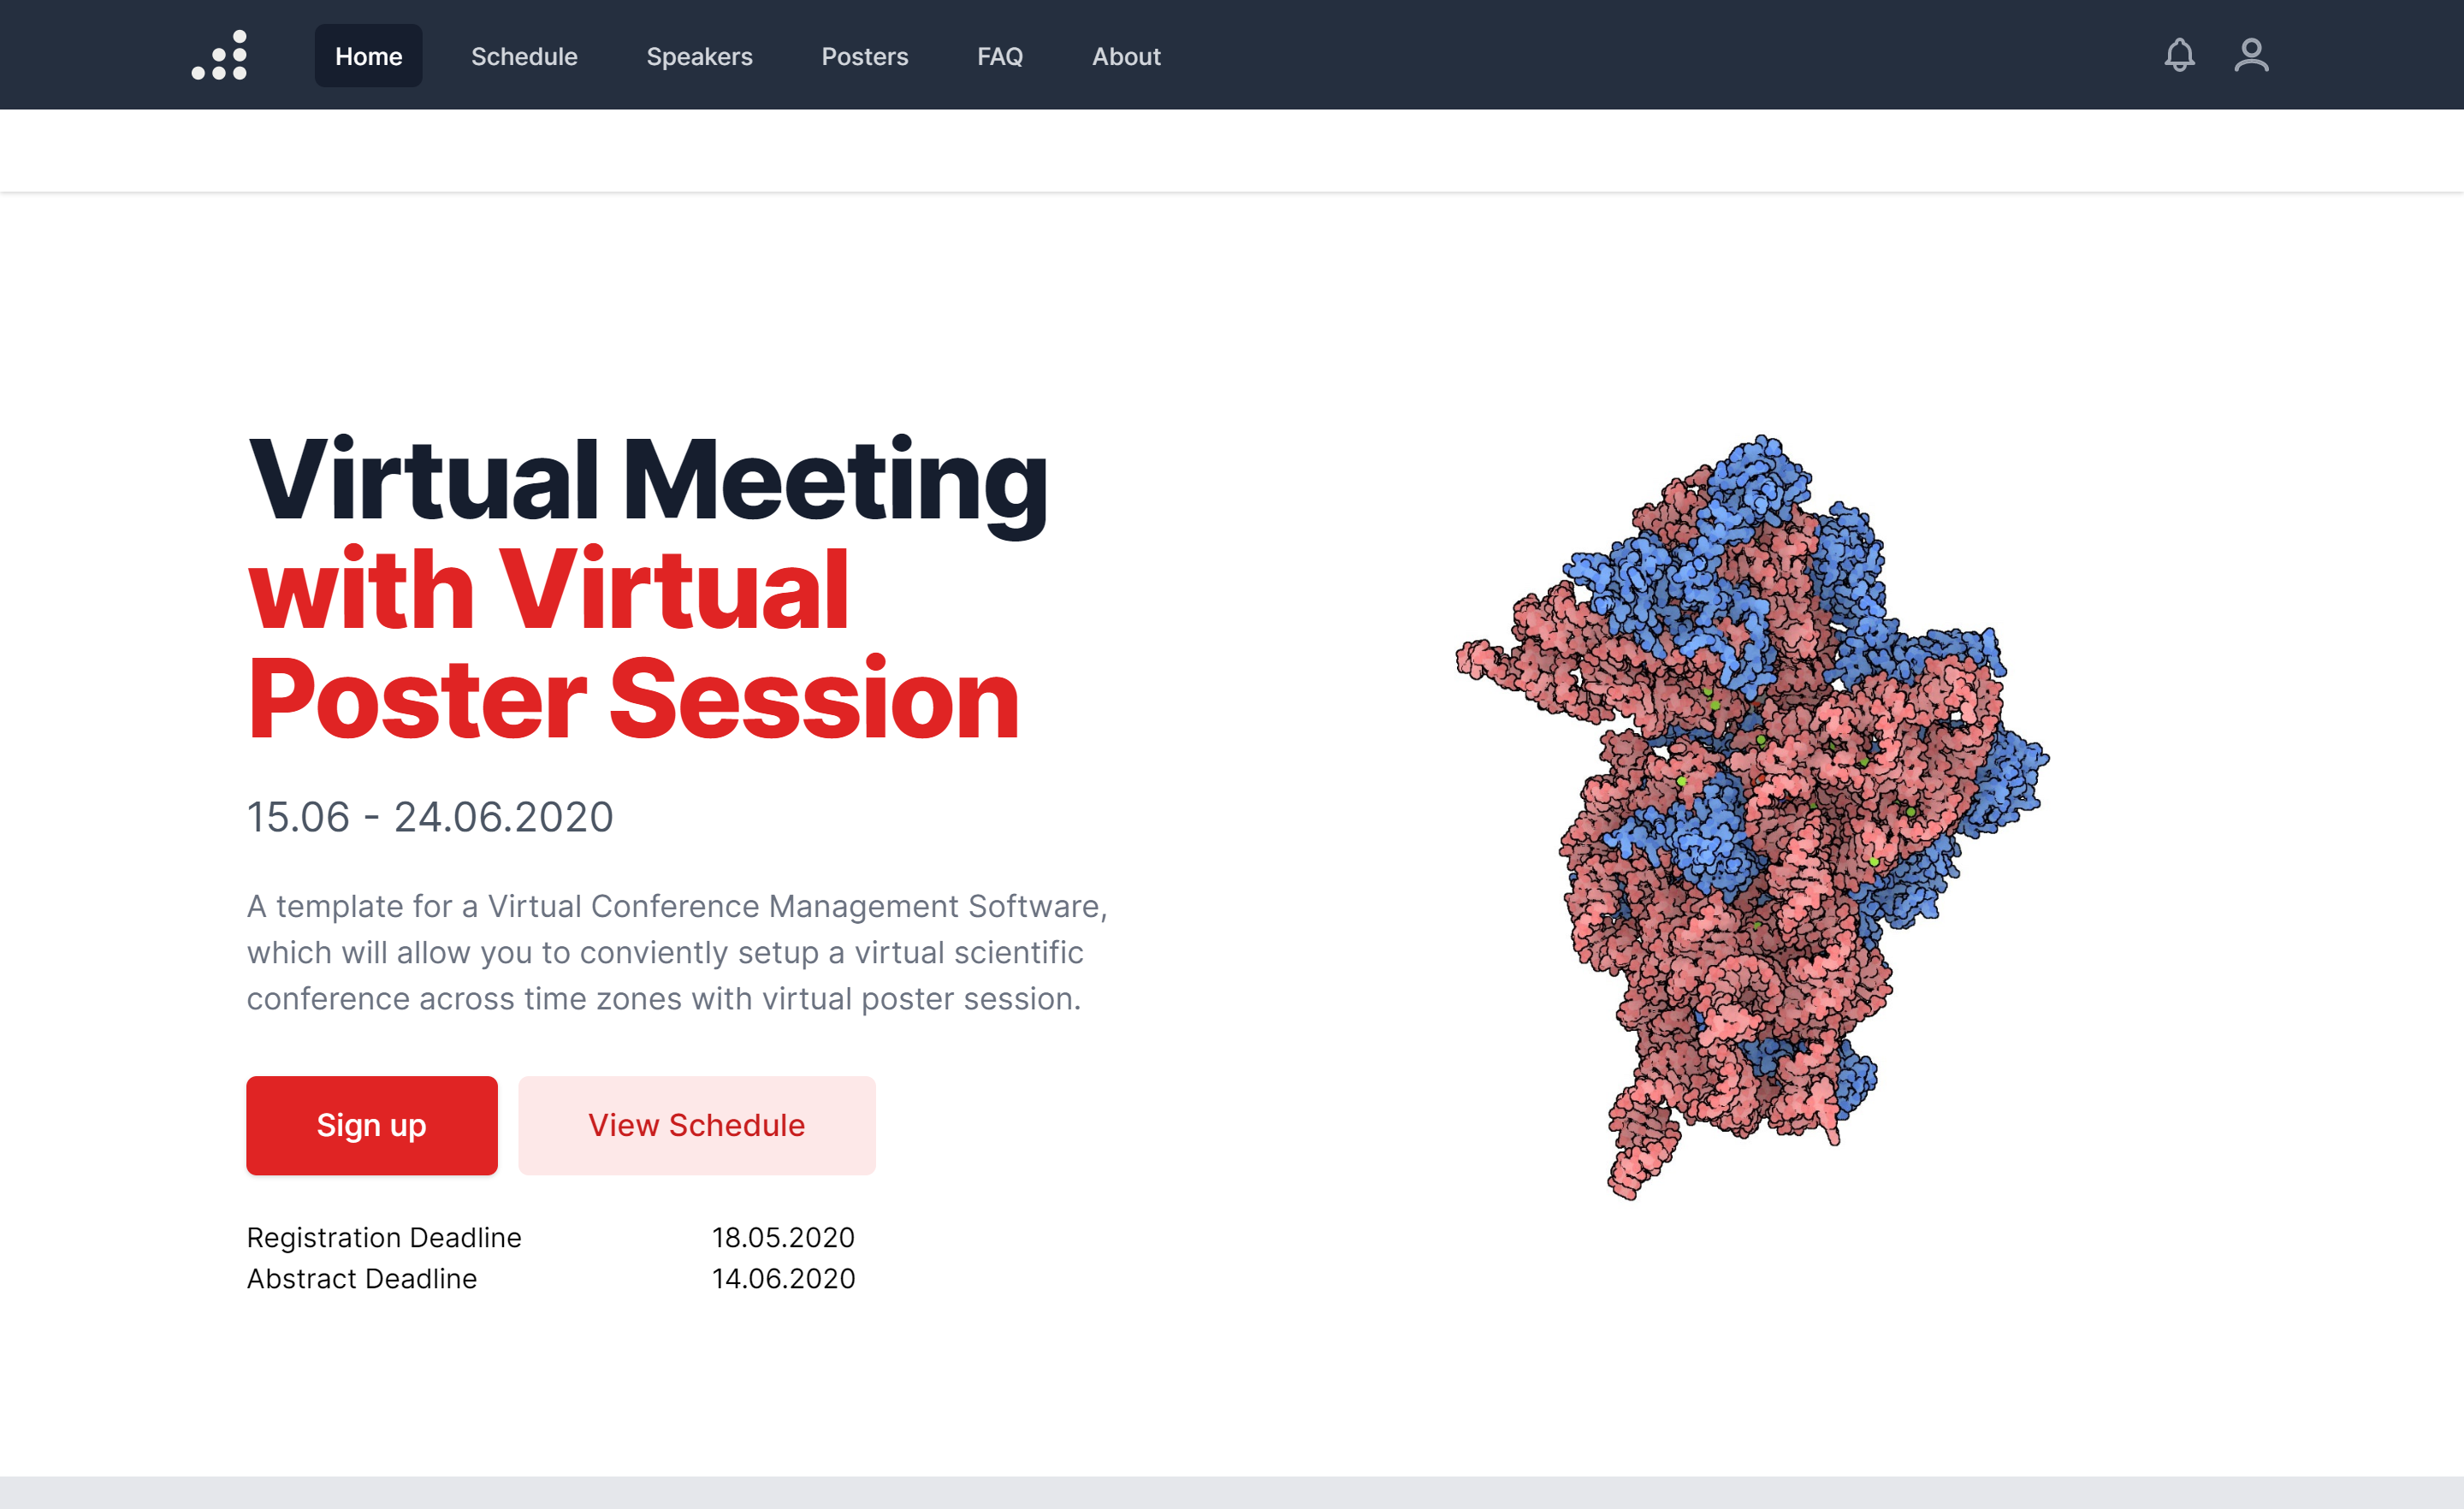 Home Schedule Speakers Posters FAQ About
Virtual Meeting
with Virtual
Poster Session
15.06 - 24.06.2020
A template for a Virtual Conference Management Software,
which will allow you to conviently setup a virtual scientific
conference across time zones with virtual poster session.
Sign up View Schedule
Registration Deadline 18.05.2020
Abstract Deadline 14.06.2020